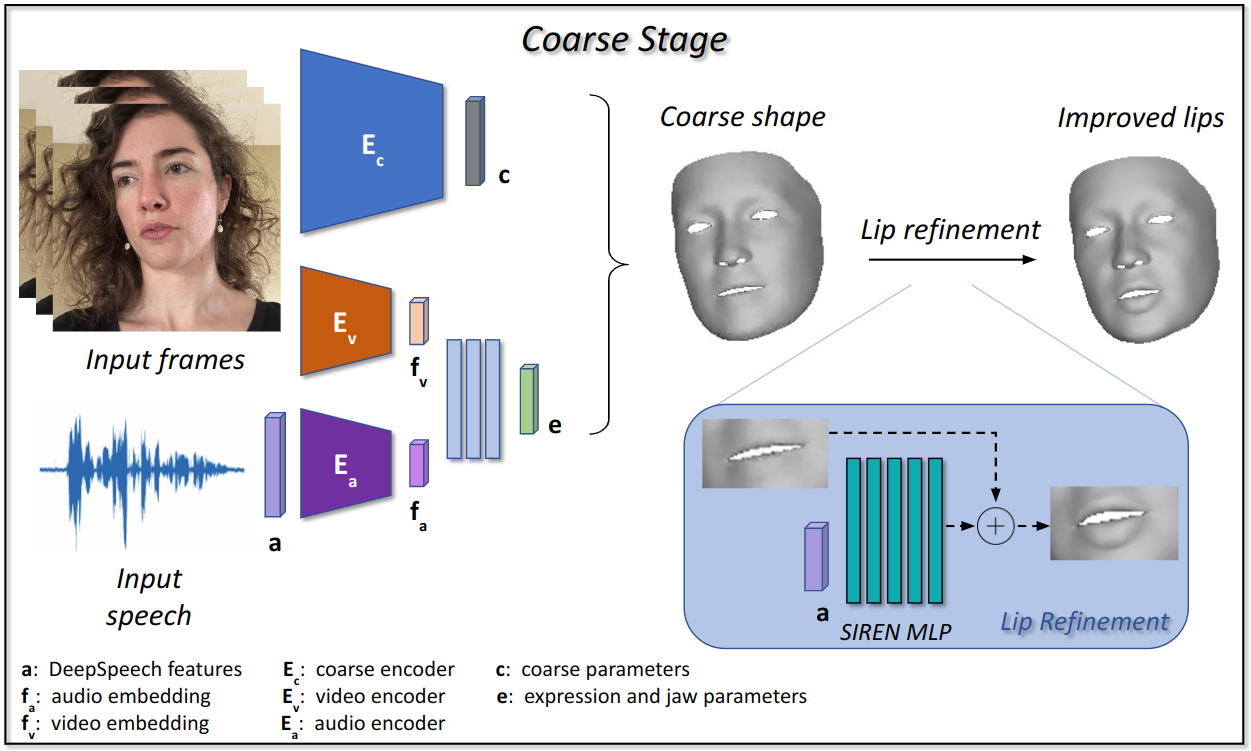 Coarse Stage
E_c
c
Coarse shape
Improved lips
Lip refinement
E_v
f_v
Input frames
e
E_a
f_a
a
Input
speech
a
SIREN MLP
Lip Refinement
a: DeepSpeech features
f_a: audio embedding
f_v: video embedding
E_c: coarse encoder
E_v: video encoder
E_a: audio encoder
c: coarse parameters
e: expression and jaw parameters